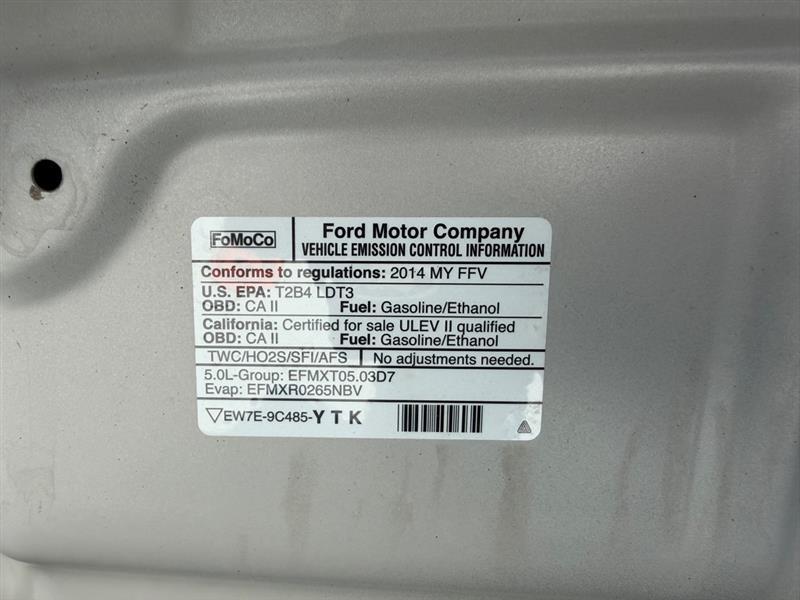 FoMoCo
Ford Motor Company
VEHICLE EMISSION CONTROL INFORMATION
Conforms to regulations: 2014 MY FFV
U.S. EPA: T2B4 LDT3
OBD: CA II Fuel: Gasoline/Ethanol
California: Certified for sale ULEV II qualified
OBD: CA II Fuel: Gasoline/Ethanol
TWC/HO2S/SFI/AFS No adjustments needed.
5.0L-Group: EFMXT05.03D7
Evap: EFMXR0265NBV
EW7E-9C485-Y T K